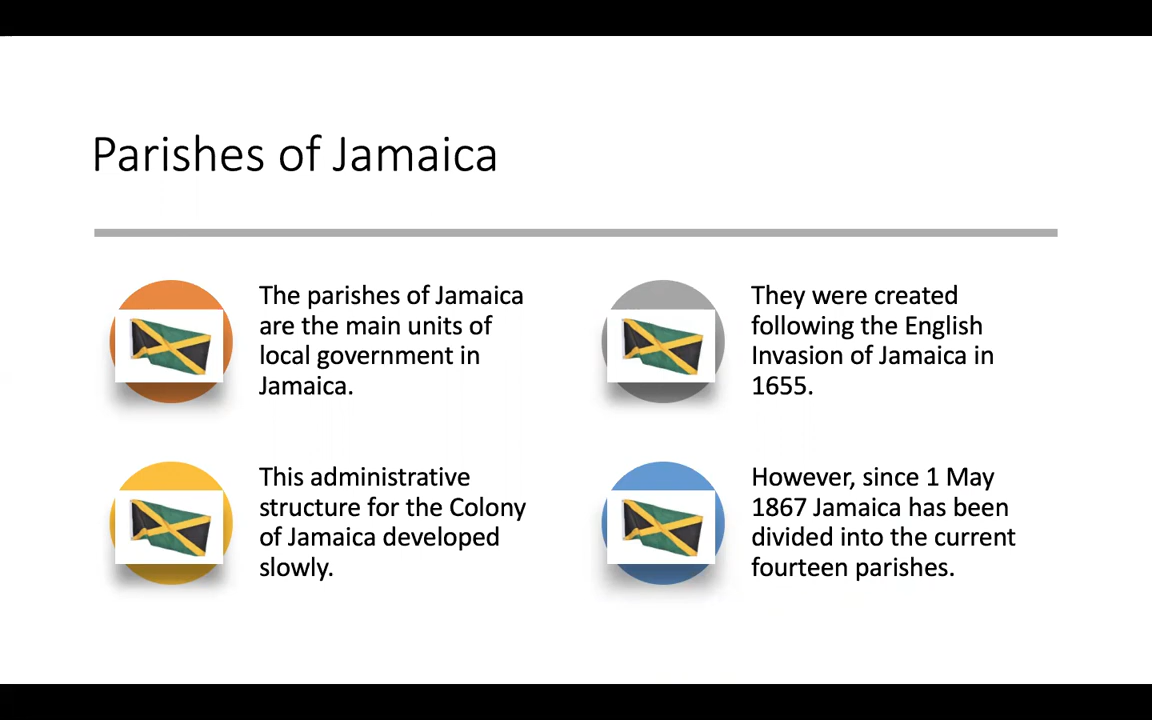 Parishes of Jamaica
The parishes of Jamaica
are the main units of
local government in
Jamaica.
They were created
following the English
Invasion of Jamaica in
1655.
This administrative
structure for the Colony
of Jamaica developed
slowly.
However, since 1 May
1867 Jamaica has been
divided into the current
fourteen parishes.